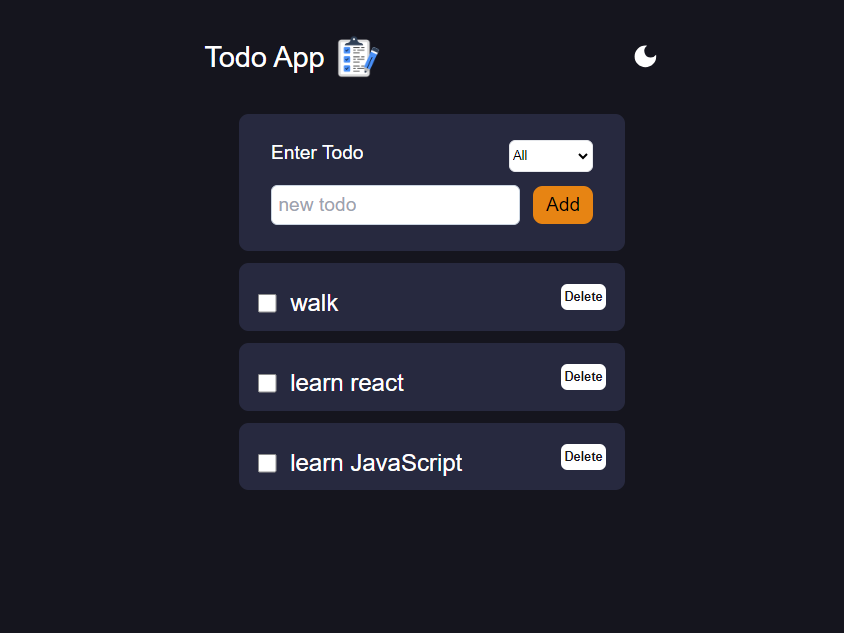 Todo App
Enter Todo
All
new todo
Add
walk
Delete
learn react
Delete
learn JavaScript
Delete